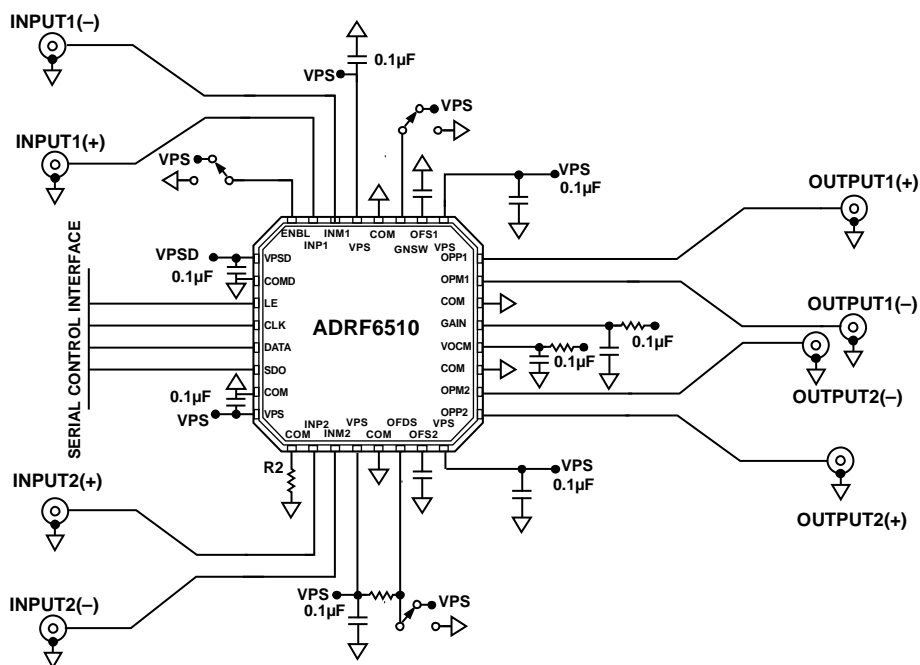 INPUT1(–)
0.1µF
VPS
INPUT1(+)
VPS
VPS
VPS
0.1µF
OUTPUT1(+)
ENBL
INP1
INM1
VPS
COM
GNSW
OFS1
VPS
VPSD
0.1µF
VPSD
COMD
LE
CLK
DATA
SDO
COM
VPS
SERIAL CONTROL INTERFACE
0.1µF
VPS
ADRF6510
OPP1
OPM1
COM
GAIN
VOCM
COM
OPM2
OPP2
OUTPUT1(–)
0.1µF
0.1µF
OUTPUT2(–)
COM
INP2
INM2
VPS
COM
OFDS
OFS2
VPS
R2
VPS
0.1µF
INPUT2(+)
OUTPUT2(+)
INPUT2(–)
VPS
0.1µF
VPS